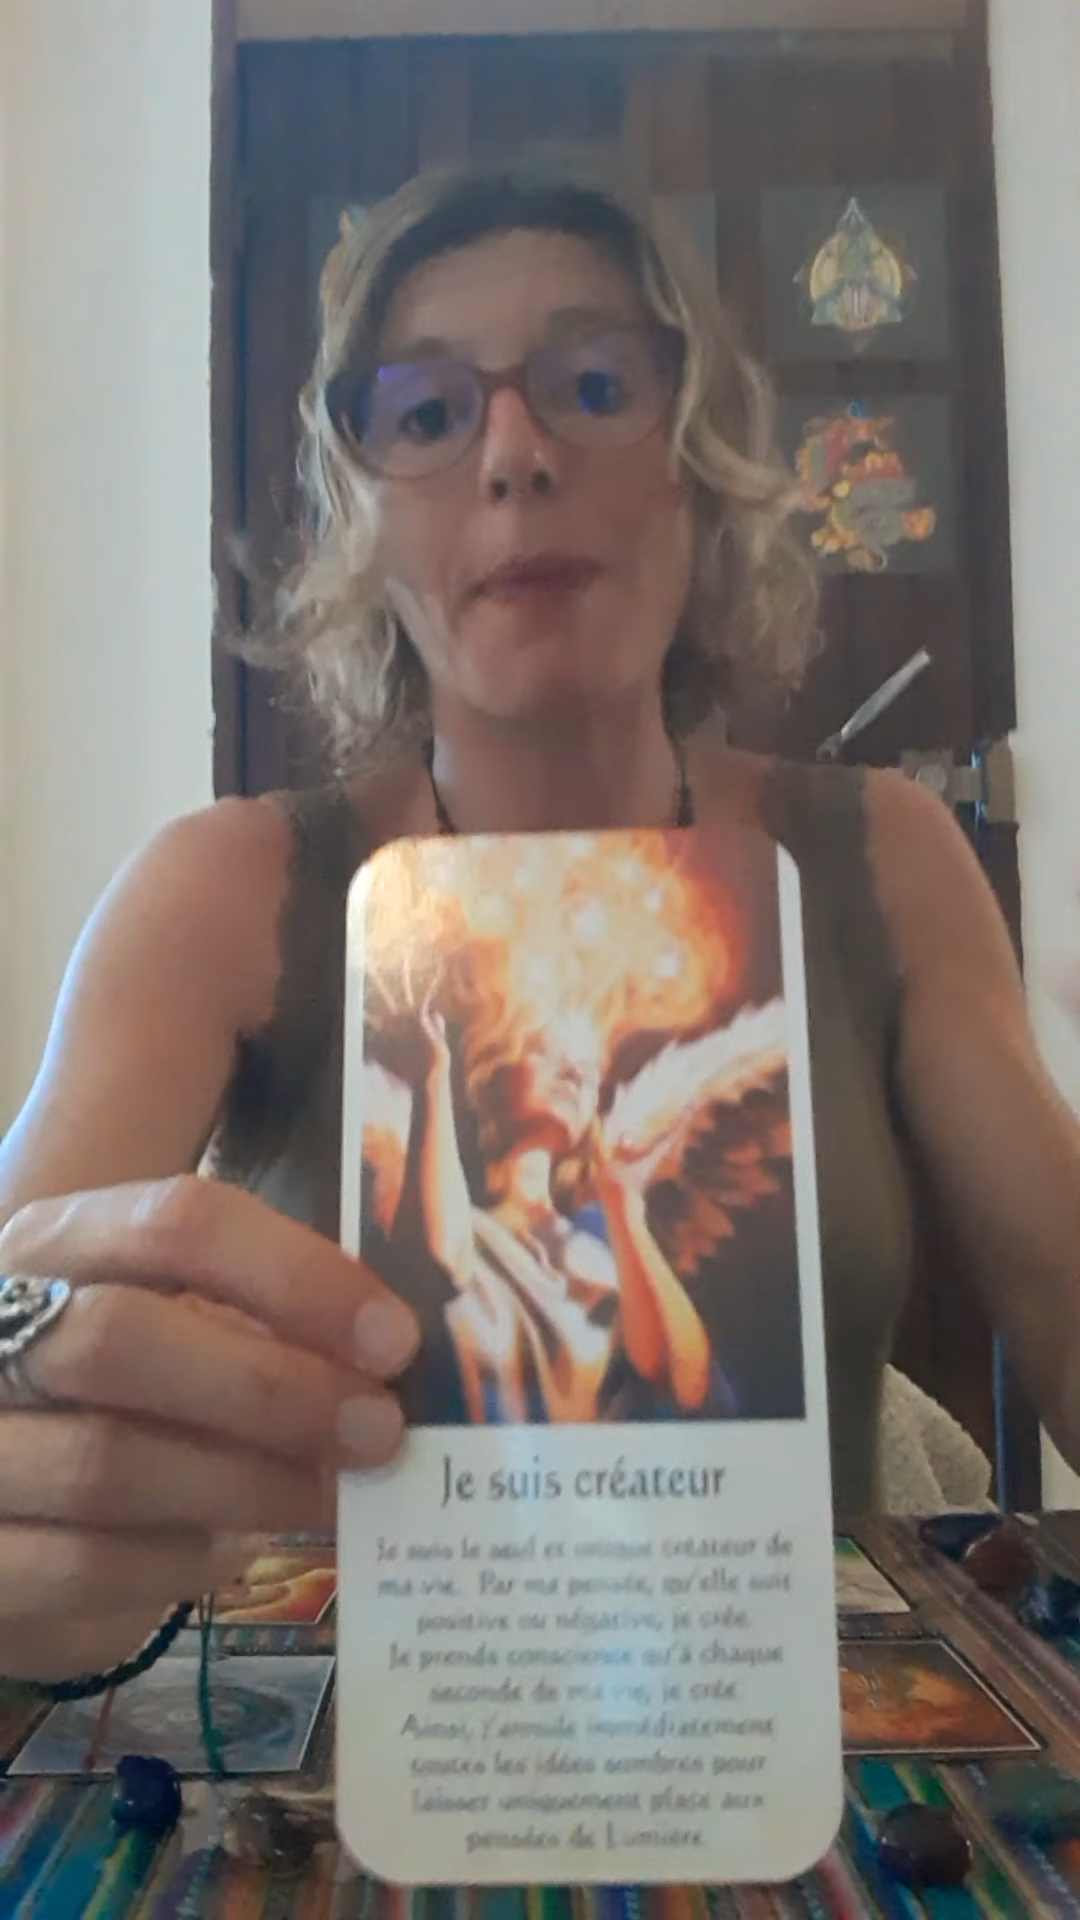 Je suis créateur
Je suis le seul et unique créateur de
ma vie. Par ma pensée, qu'elle soit
positive ou négative, je crée.
Je prends conscience qu'à chaque
seconde de ma vie, je crée.
Ainsi, j'annule immédiatement
toutes les idées sombres pour
laisser uniquement place aux
pensées de Lumière.